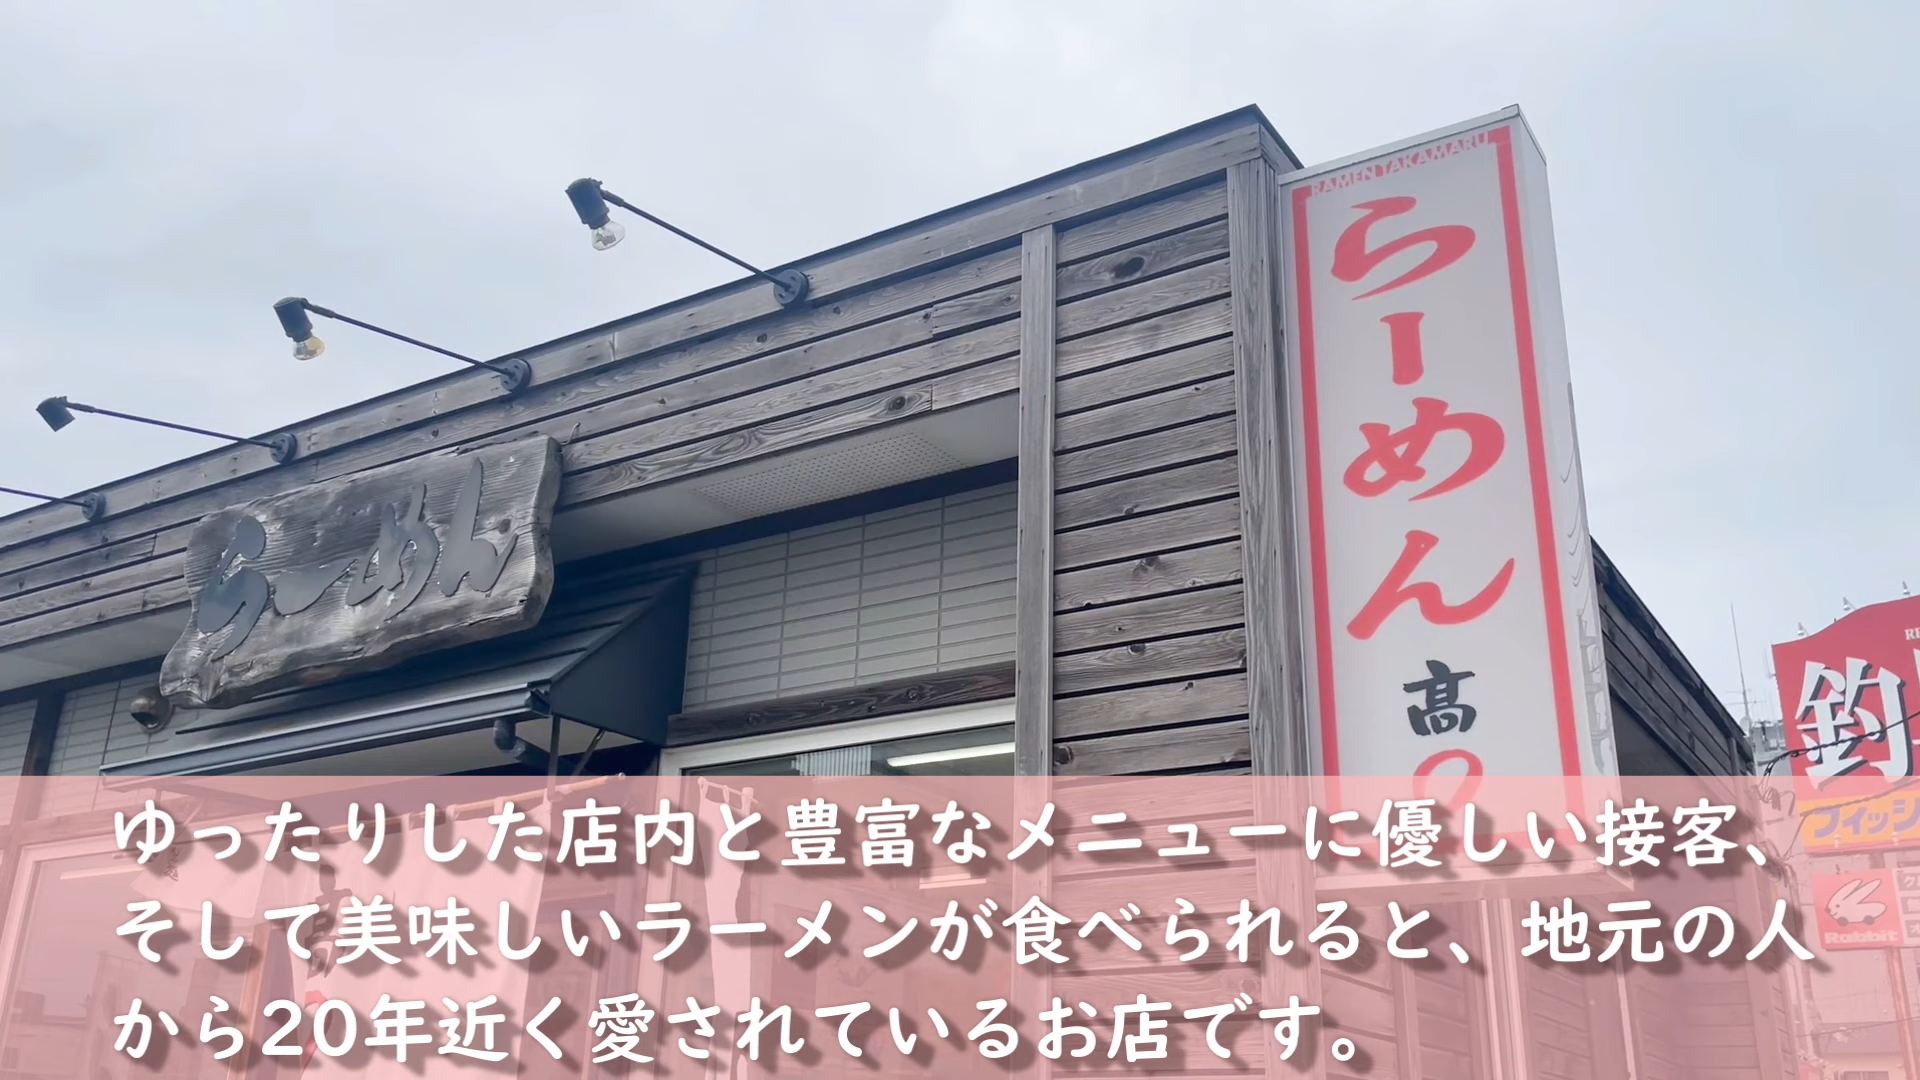 RAMEN TAKAMARU
らーめん
高
らーめん
釣
フィッシ
Rabbit
ゆったりした店内と豊富なメニューに優しい接客、
そして美味しいラーメンが食べられると、地元の人
から20年近く愛されているお店です。